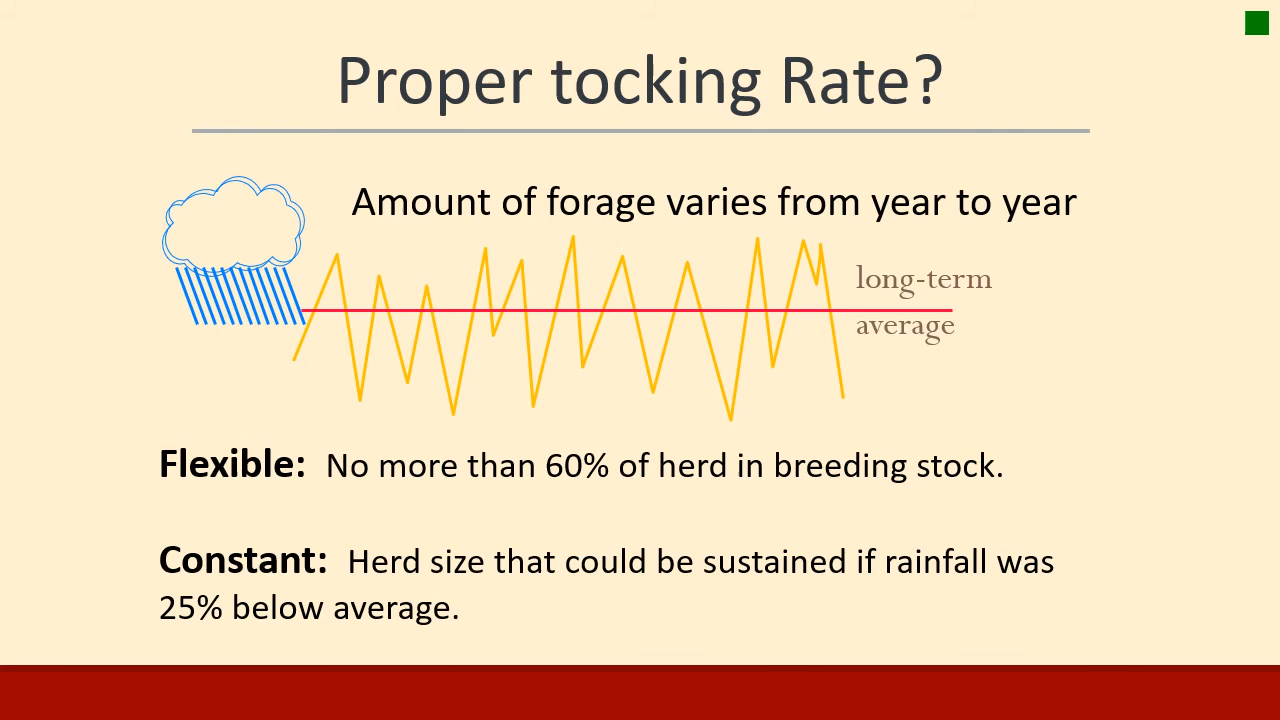 Proper tocking Rate?
Amount of forage varies from year to year
long-term
average
Flexible: No more than 60% of herd in breeding stock.
Constant: Herd size that could be sustained if rainfall was
25% below average.